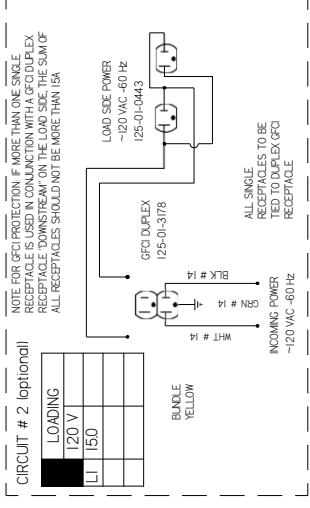 CIRCUIT # 2 (optional)
LOADING
120 V
L1 15.0
NOTE: FOR GFCI PROTECTION, IF MORE THAN ONE SINGLE
RECEPTACLE IS USED IN CONJUNCTION WITH A GFCI DUPLEX
RECEPTACLE "DOWNSTREAM" ON THE LOAD SIDE, THE SUM OF
ALL RECEPTACLES SHOULD NOT BE MORE THAN 15A
LOAD SIDE POWER
~120 VAC -60 Hz
125-01-0443
GFCI DUPLEX
125-01-3178
BUNDLE
YELLOW
WHT # 14
GRN # 14
BLK # 14
INCOMING POWER
~120 VAC -60 Hz
ALL SINGLE
RECEPTACLES TO BE
TIED TO DUPLEX GFCI
RECEPTACLE